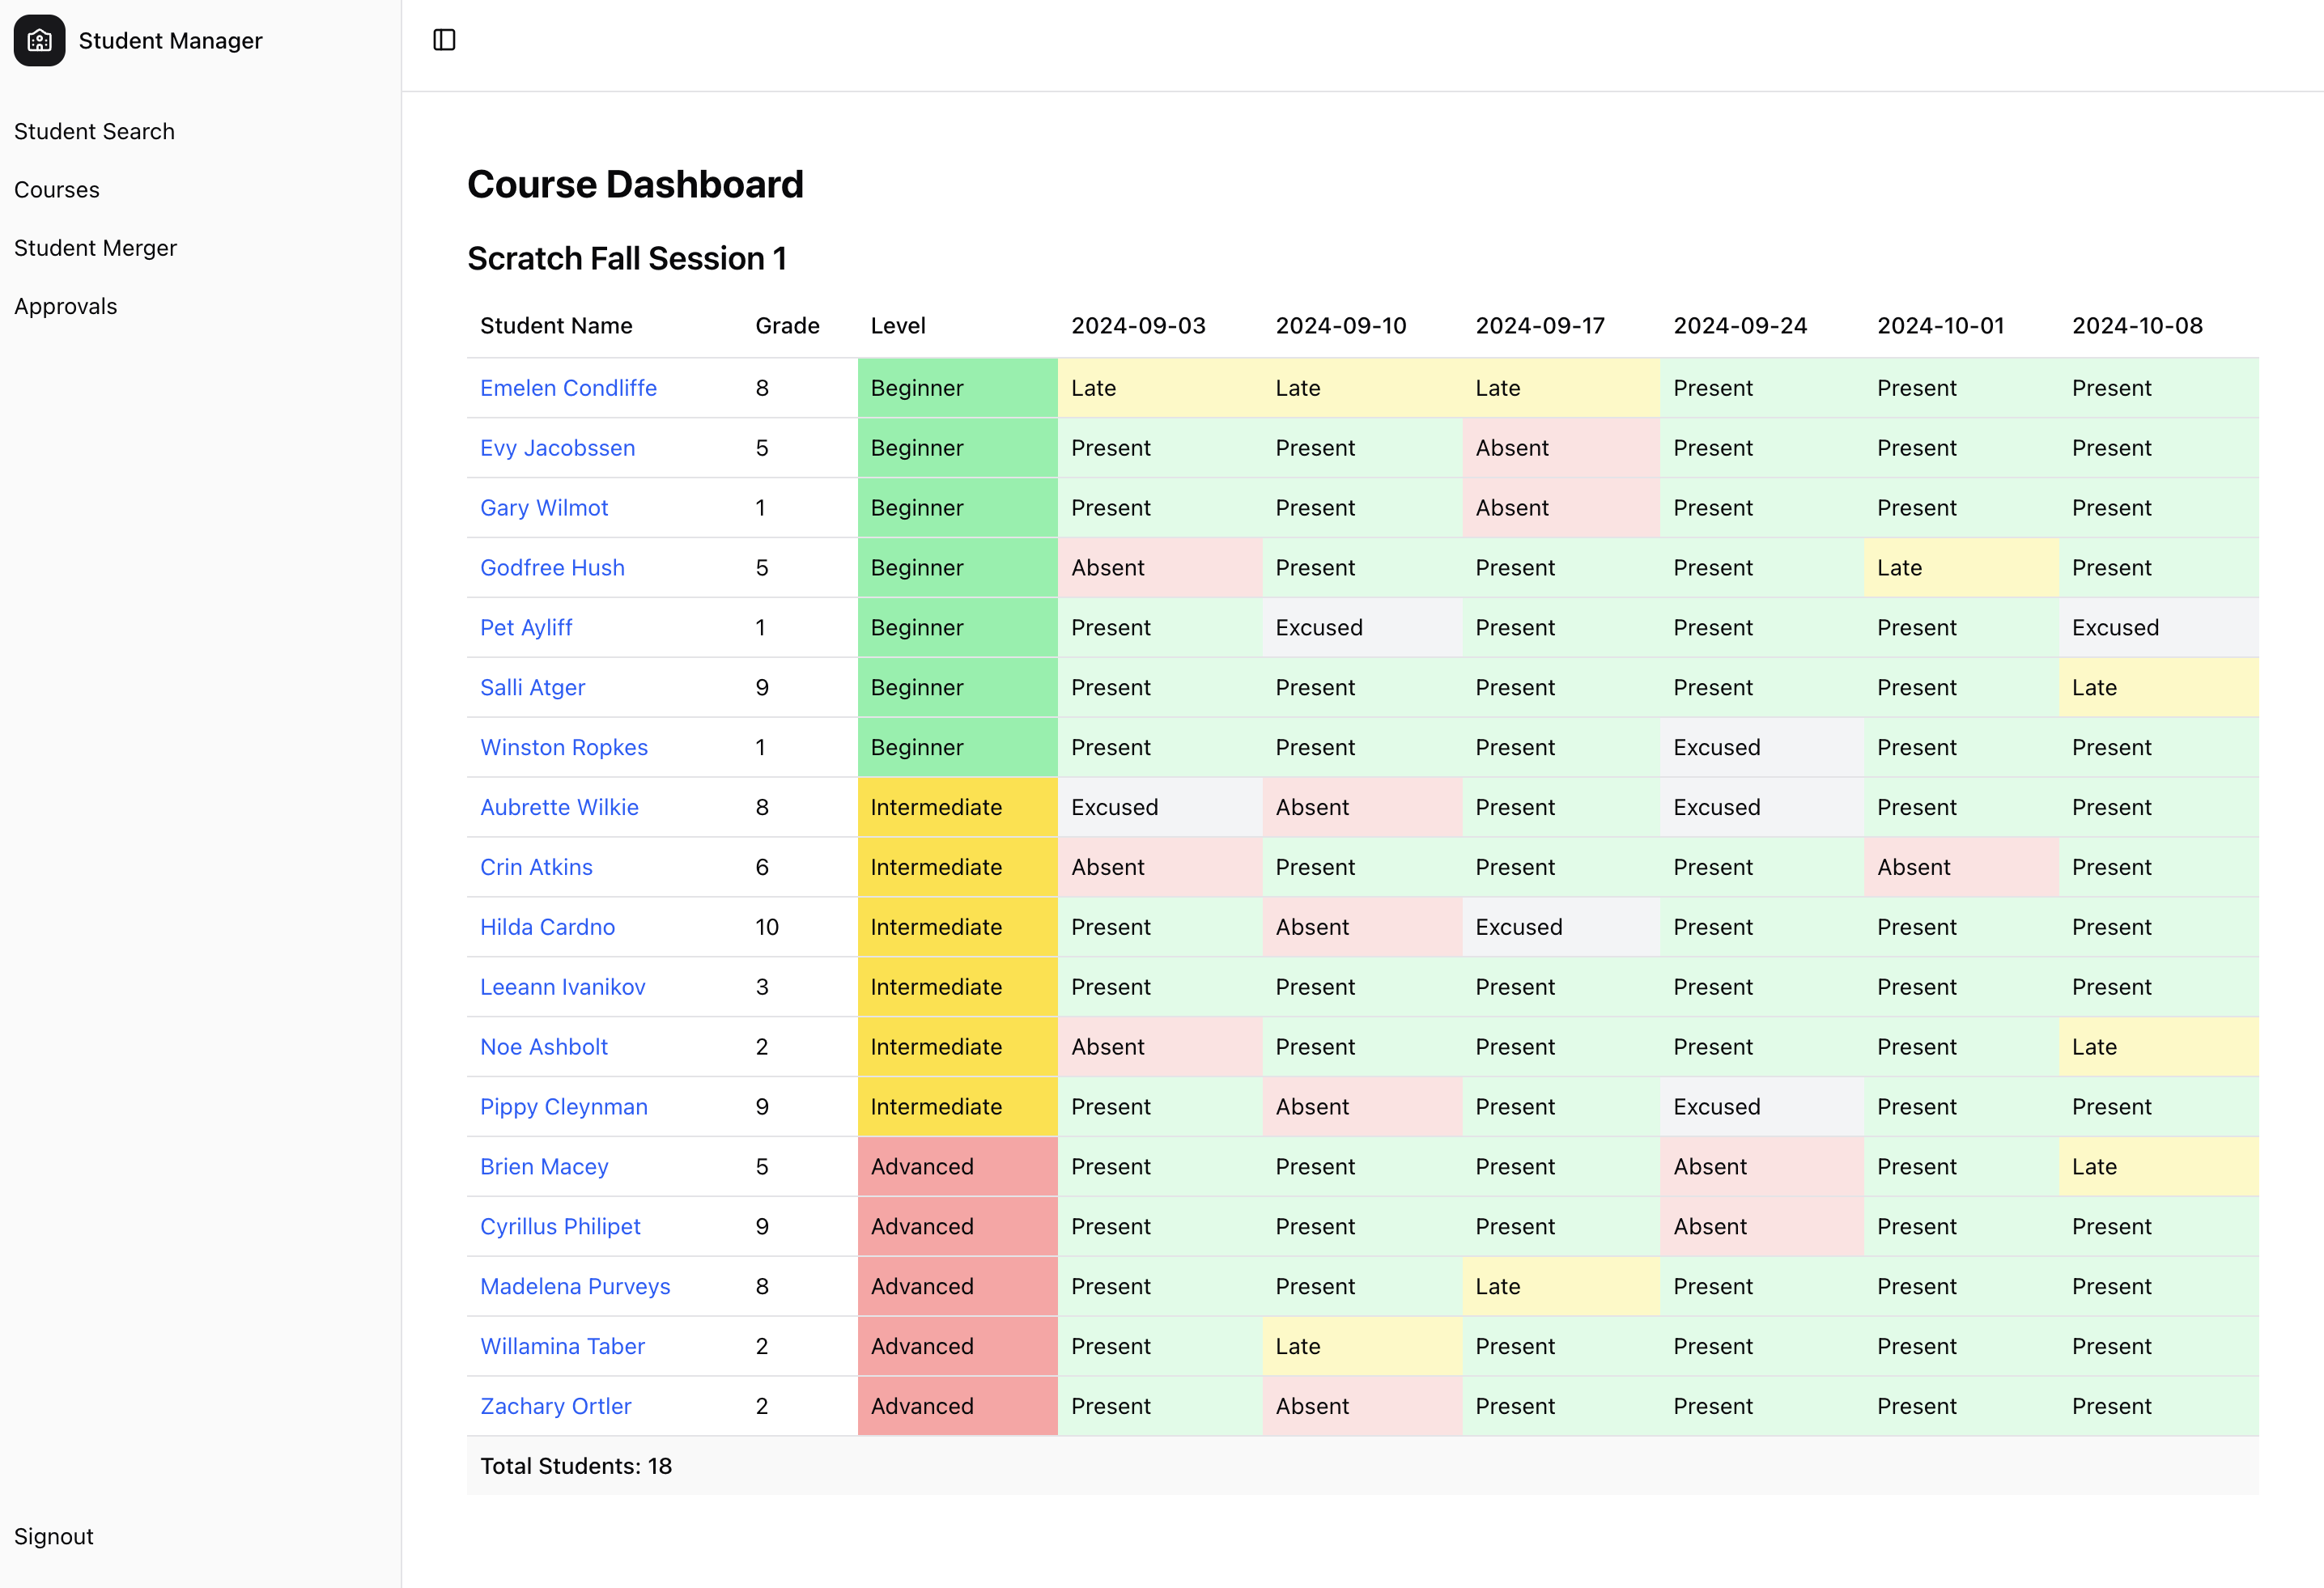 Student Manager
Student Search
Courses
Student Merger
Approvals
Signout
Course Dashboard
Scratch Fall Session 1
Student Name Grade Level 2024-09-03 2024-09-10 2024-09-17 2024-09-24 2024-10-01 2024-10-08
Emelen Condliffe 8 Beginner Late Late Late Present Present Present
Evy Jacobssen 5 Beginner Present Present Absent Present Present Present
Gary Wilmot 1 Beginner Present Present Absent Present Present Present
Godfree Hush 5 Beginner Absent Present Present Present Late Present
Pet Ayliff 1 Beginner Present Excused Present Present Present Excused
Salli Atger 9 Beginner Present Present Present Present Present Late
Winston Ropkes 1 Beginner Present Present Present Excused Present Present
Aubrette Wilkie 8 Intermediate Excused Absent Present Excused Present Present
Crin Atkins 6 Intermediate Absent Present Present Present Absent Present
Hilda Cardno 10 Intermediate Present Absent Excused Present Present Present
Leeann Ivanikov 3 Intermediate Present Present Present Present Present Present
Noe Ashbolt 2 Intermediate Absent Present Present Present Present Late
Pippy Cleynman 9 Intermediate Present Absent Present Excused Present Present
Brien Macey 5 Advanced Present Present Present Absent Present Late
Cyrillus Philipet 9 Advanced Present Present Present Absent Present Present
Madelena Purveys 8 Advanced Present Present Late Present Present Present
Willamina Taber 2 Advanced Present Late Present Present Present Present
Zachary Ortler 2 Advanced Present Absent Present Present Present Present
Total Students: 18